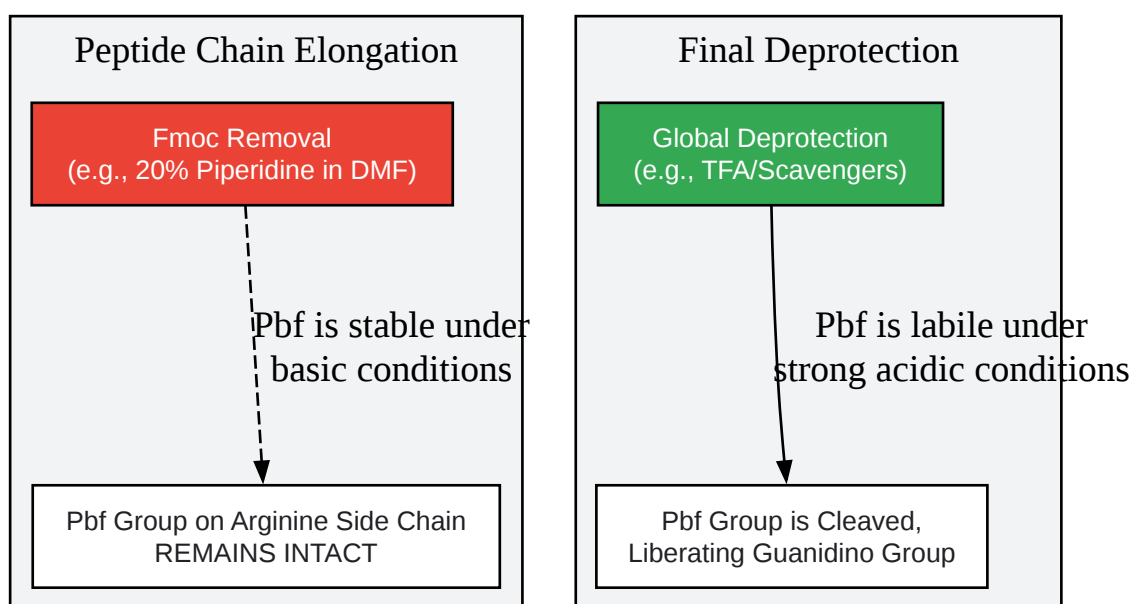 Peptide Chain Elongation
Fmoc Removal
(e.g., 20% Piperidine in DMF)
Pbf is stable under
basic conditions
Pbf Group on Arginine Side Chain
REMAINS INTACT
Final Deprotection
Global Deprotection
(e.g., TFA/Scavengers)
Pbf is labile under
strong acidic conditions
Pbf Group is Cleaved,
Liberating Guanidino Group